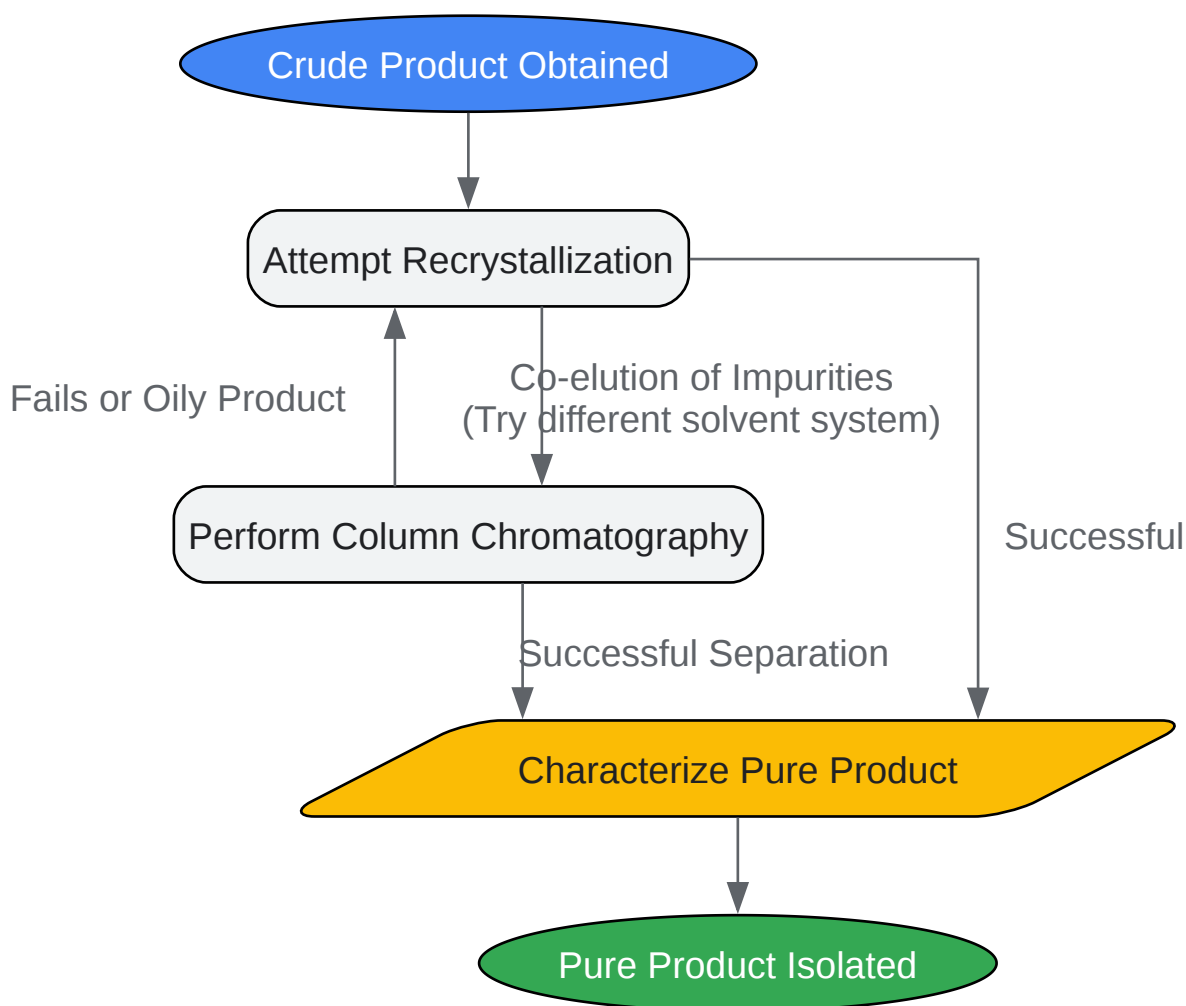 Crude Product Obtained
Attempt Recrystallization
Fails or Oily Product
Co-elution of Impurities
(Try different solvent system)
Perform Column Chromatography
Successful
Successful Separation
Characterize Pure Product
Pure Product Isolated